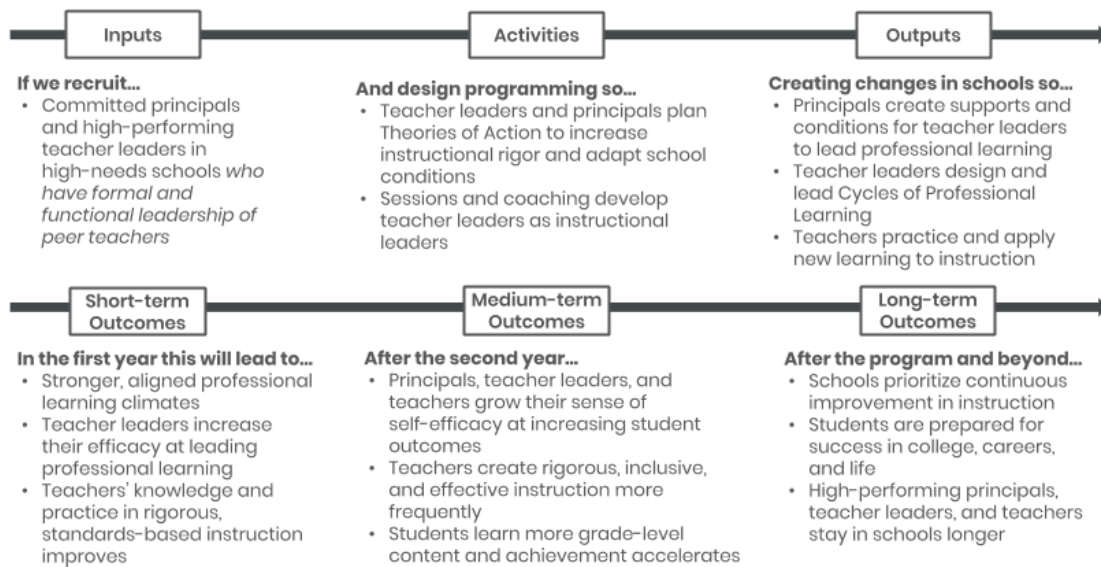 Inputs
Activities
Outputs
If we recruit...
• Committed principals
and high-performing
teacher leaders in
high-needs schools who
have formal and
functional leadership of
peer teachers
And design programming so...
• Teacher leaders and principals plan
Theories of Action to increase
instructional rigor and adapt school
conditions
• Sessions and coaching develop
teacher leaders as instructional
leaders
Creating changes in schools so...
• Principals create supports and
conditions for teacher leaders
to lead professional learning
• Teacher leaders design and
lead Cycles of Professional
Learning
• Teachers practice and apply
new learning to instruction
Short-term
Outcomes
Medium-term
Outcomes
Long-term
Outcomes
In the first year this will lead to...
• Stronger, aligned professional
learning climates
• Teacher leaders increase
their efficacy at leading
professional learning
• Teachers' knowledge and
practice in rigorous,
standards-based instruction
improves
After the second year...
• Principals, teacher leaders, and
teachers grow their sense of
self-efficacy at increasing student
outcomes
• Teachers create rigorous, inclusive,
and effective instruction more
frequently
• Students learn more grade-level
content and achievement accelerates
After the program and beyond...
• Schools prioritize continuous
improvement in instruction
• Students are prepared for
success in college, careers,
and life
• High-performing principals,
teacher leaders, and teachers
stay in schools longer